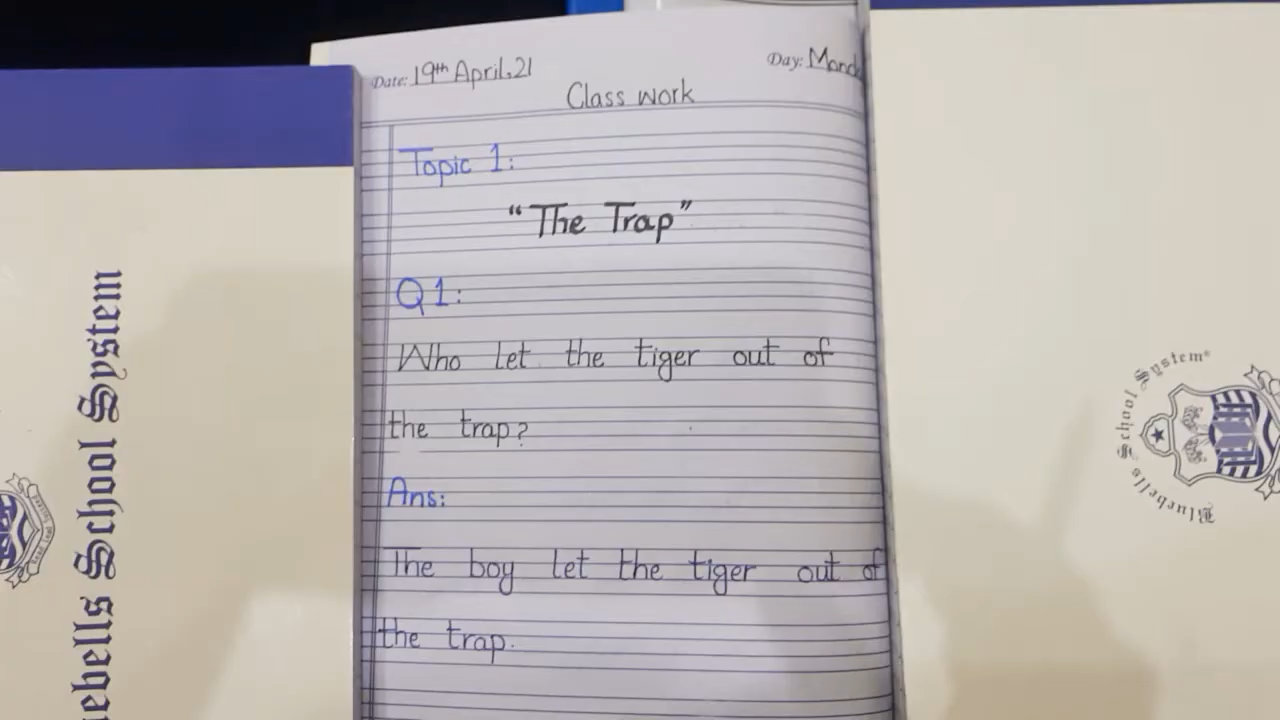 Date: 19th April,21
Day: Monda
Class work
Topic 1:
"The Trap"
Q1:
Who let the tiger out of
the trap?
Ans:
The boy let the tiger out of
the trap.
ebells School System
Bluebells School System